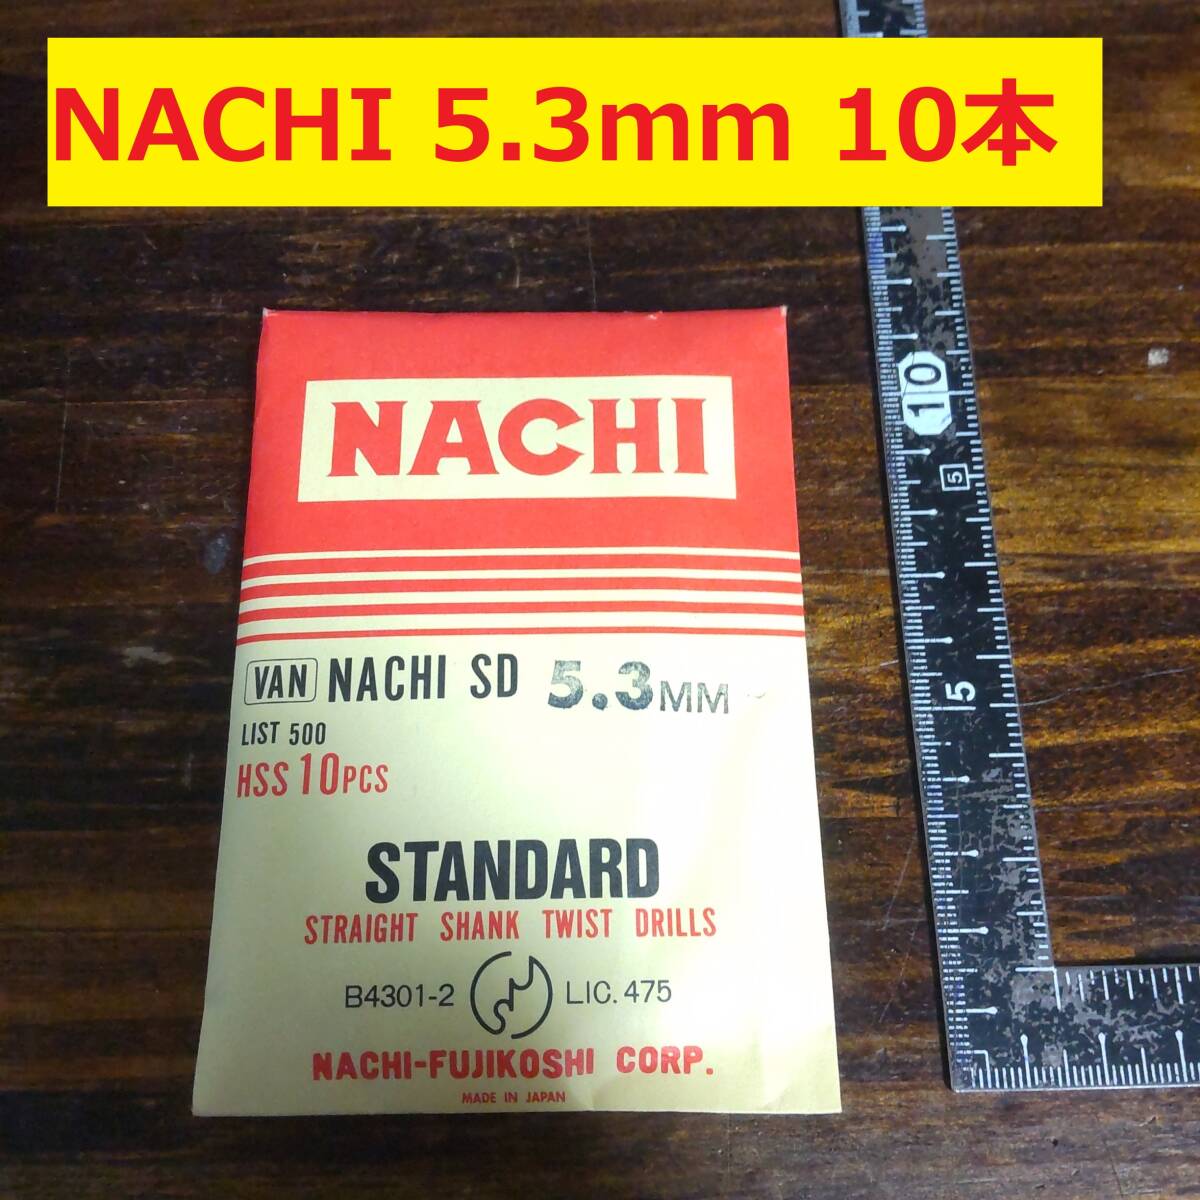 NACHI 5.3mm 10本
NACHI
VAN NACHI SD 5.3MM
LIST 500
HSS 10PCS
STANDARD
STRAIGHT SHANK TWIST DRILLS
B4301-2 LIC. 475
NACHI-FUJIKOSHI CORP.
MADE IN JAPAN
10
5
5
5